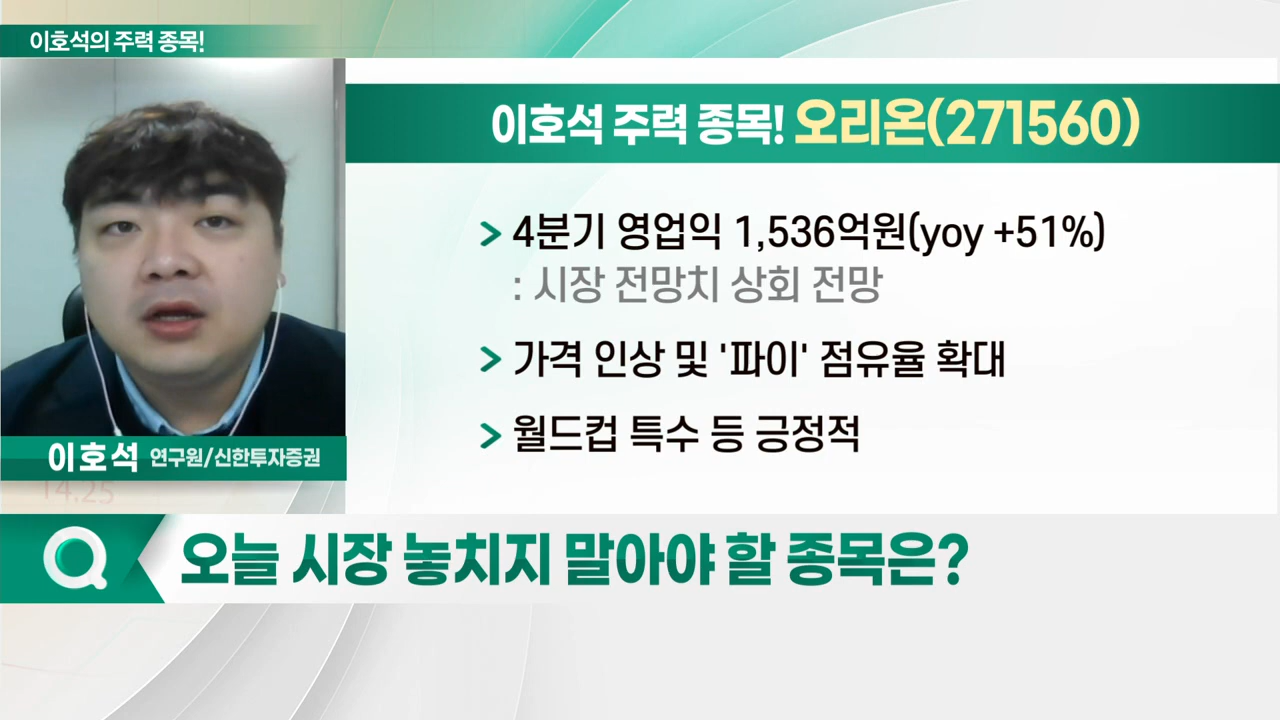 이호석의 주력 종목!
이호석 주력 종목! 오리온(271560)
4분기 영업익 1,536억원(yoy +51%)
: 시장 전망치 상회 전망
가격 인상 및 '파이' 점유율 확대
월드컵 특수 등 긍정적
이호석 연구원/신한투자증권
14.25
오늘 시장 놓치지 말아야 할 종목은?